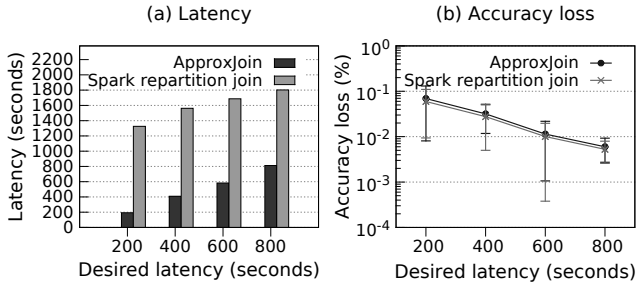 (a) Latency
Latency (seconds)
2200
2000
1800
1600
1400
1200
1000
800
600
400
200
0
ApproxJoin
Spark repartition join
200 400 600 800
Desired latency (seconds)
(b) Accuracy loss
Accuracy loss (%)
10^0
10^-1
10^-2
10^-3
10^-4
ApproxJoin
Spark repartition join
200 400 600 800
Desired latency (seconds)